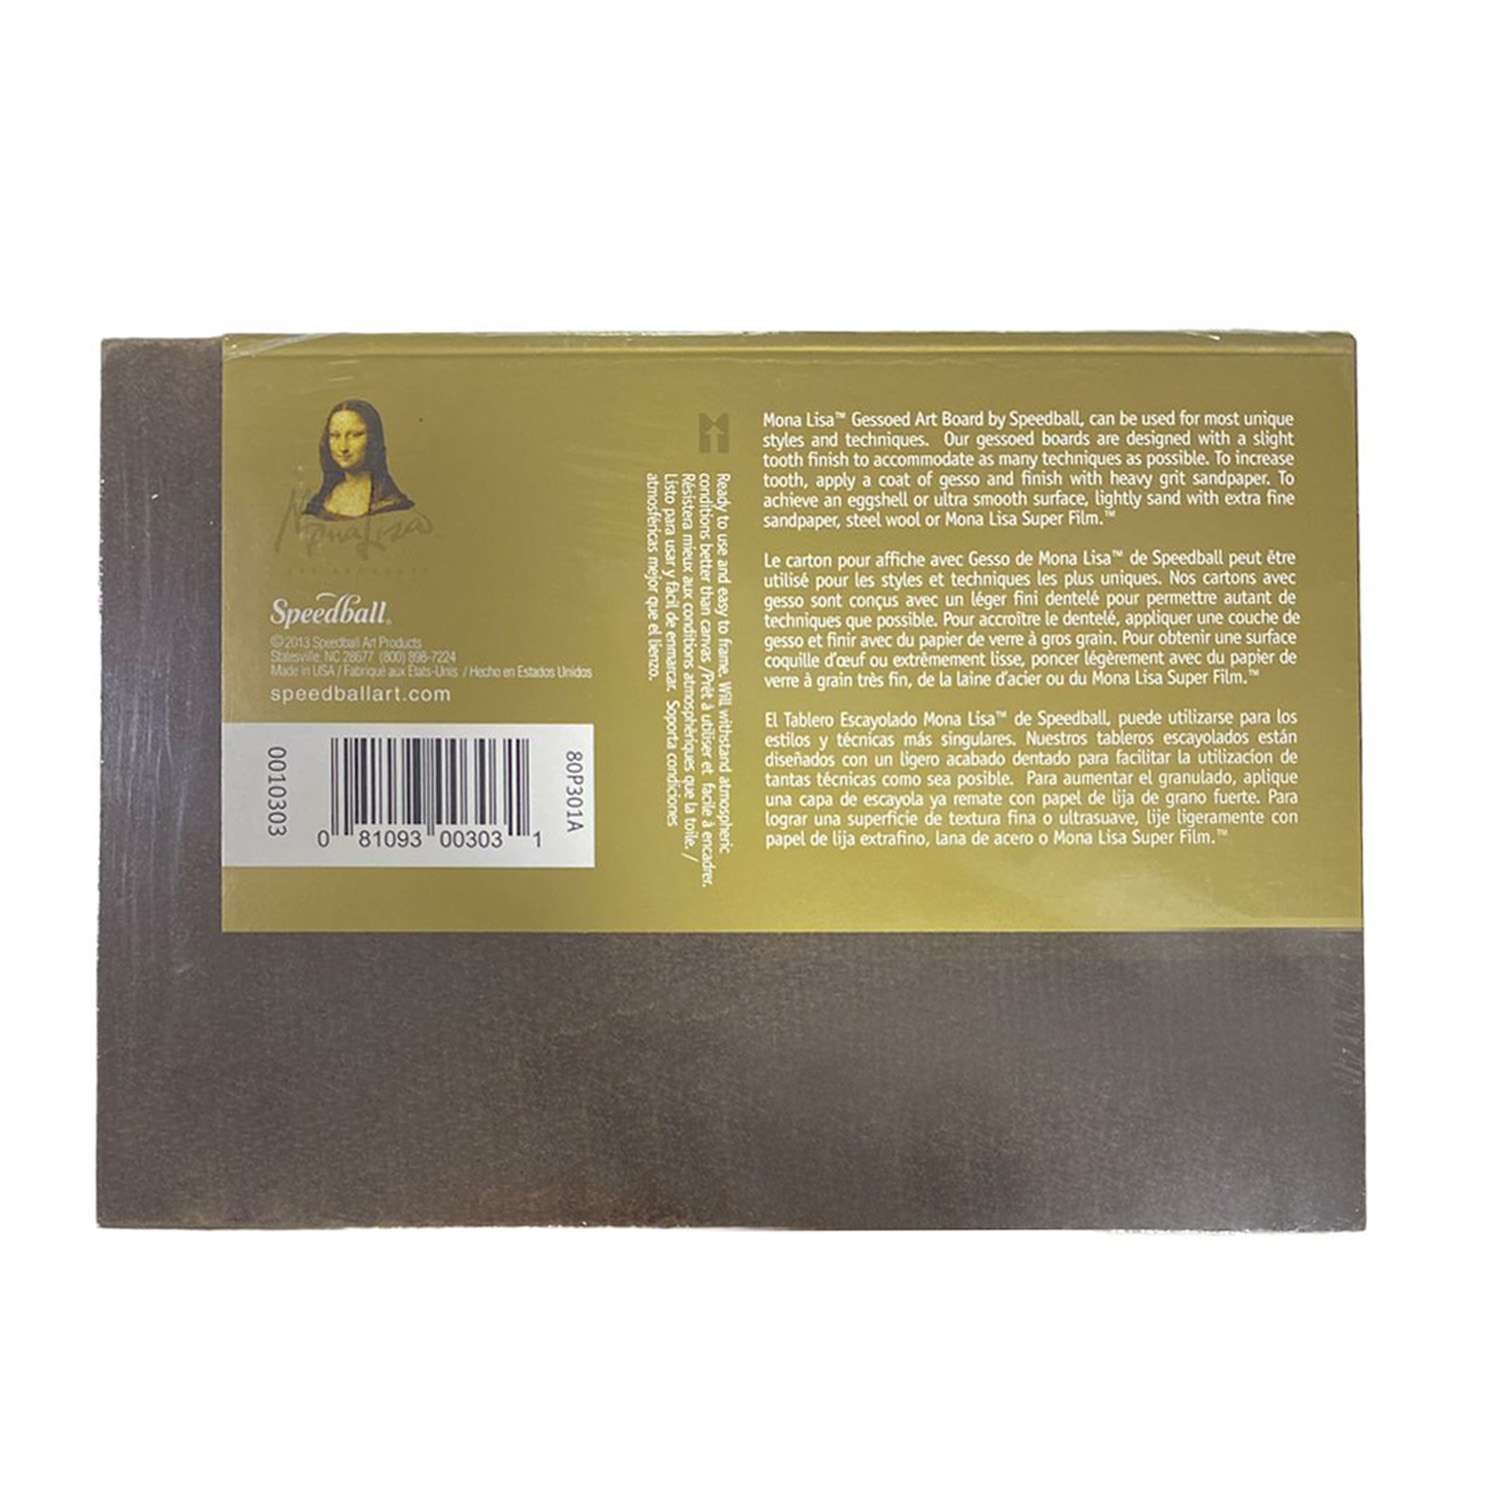 Mona Lisa
Speedball®
©2013 Speedball Art Products
Statesville, NC 28677 (800) 898-7224
Made in USA / Fabriqué aux États-Unis / Hecho en Estados Unidos
speedballart.com
0010303
80P301A
0 81093 00303 1
Ready to use and easy to frame. Will withstand atmospheric
conditions better than canvas /Prêt à utiliser et facile à encadrer.
Résistera mieux aux conditions atmosphériques que la toile. /
Listo para usar y fácil de enmarcar. Soporta condiciones
atmosféricas mejor que el lienzo.
Mona Lisa™ Gessoed Art Board by Speedball, can be used for most unique
styles and techniques. Our gessoed boards are designed with a slight
tooth finish to accommodate as many techniques as possible. To increase
tooth, apply a coat of gesso and finish with heavy grit sandpaper. To
achieve an eggshell or ultra smooth surface, lightly sand with extra fine
sandpaper, steel wool or Mona Lisa Super Film.™
Le carton pour affiche avec Gesso de Mona Lisa™ de Speedball peut être
utilisé pour les styles et techniques les plus uniques. Nos cartons avec
gesso sont conçus avec un léger fini dentelé pour permettre autant de
techniques que possible. Pour accroître le dentelé, appliquer une couche de
gesso et finir avec du papier de verre à gros grain. Pour obtenir une surface
coquille d'œuf ou extrêmement lisse, poncer légèrement avec du papier de
verre à grain très fin, de la laine d'acier ou du Mona Lisa Super Film.™
El Tablero Escayolado Mona Lisa™ de Speedball, puede utilizarse para los
estilos y técnicas más singulares. Nuestros tableros escayolados están
diseñados con un ligero acabado dentado para facilitar la utilizacion de
tantas técnicas como sea posible. Para aumentar el granulado, aplique
una capa de escayola ya remate con papel de lija de grano fuerte. Para
lograr una superficie de textura fina o ultrasuave, lije ligeramente con
papel de lija extrafino, lana de acero o Mona Lisa Super Film.™